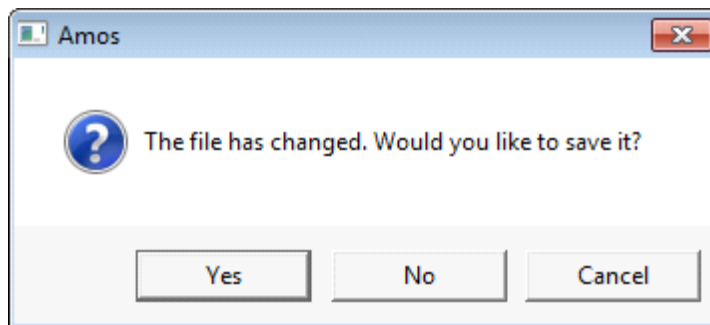 Amos
The file has changed. Would you like to save it?
Yes
No
Cancel